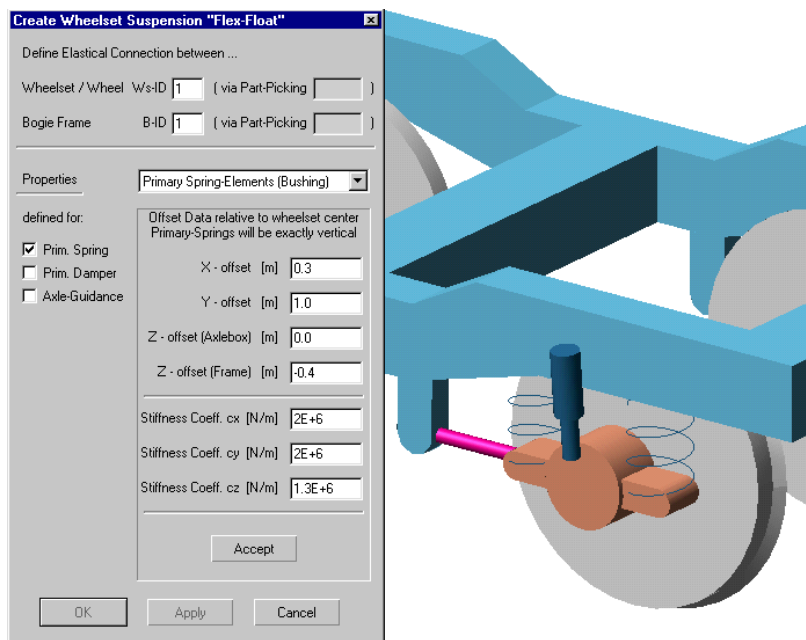 Create Wheelset Suspension "Flex-Float"
Define Elastical Connection between ...
Wheelset / Wheel Ws-ID 1 ( via Part-Picking )
Bogie Frame B-ID 1 ( via Part-Picking )
Properties Primary Spring-Elements (Bushing)
defined for:
Prim. Spring
Prim. Damper
Axle-Guidance
Offset Data relative to wheelset center
Primary-Springs will be exactly vertical
X - offset [m] 0.3
Y - offset [m] 1.0
Z - offset (Axlebox) [m] 0.0
Z - offset (Frame) [m] -0.4
Stiffness Coeff. cx [N/m] 2E+6
Stiffness Coeff. cy [N/m] 2E+6
Stiffness Coeff. cz [N/m] 1.3E+6
Accept
OK Apply Cancel